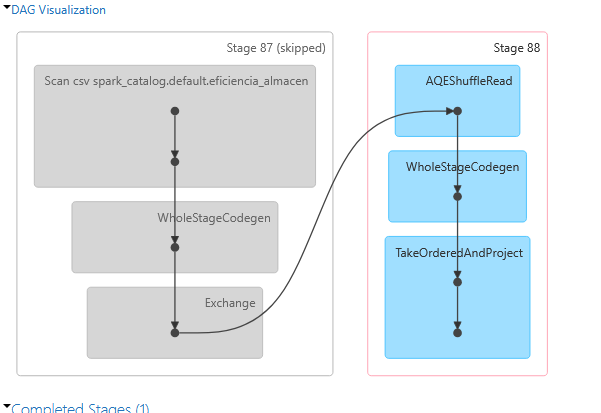 DAG Visualization
Stage 87 (skipped)
Scan csv spark_catalog.default.eficiencia_almacen
WholeStageCodegen
Exchange
Stage 88
AQEShuffleRead
WholeStageCodegen
TakeOrderedAndProject
Completed Stages (1)